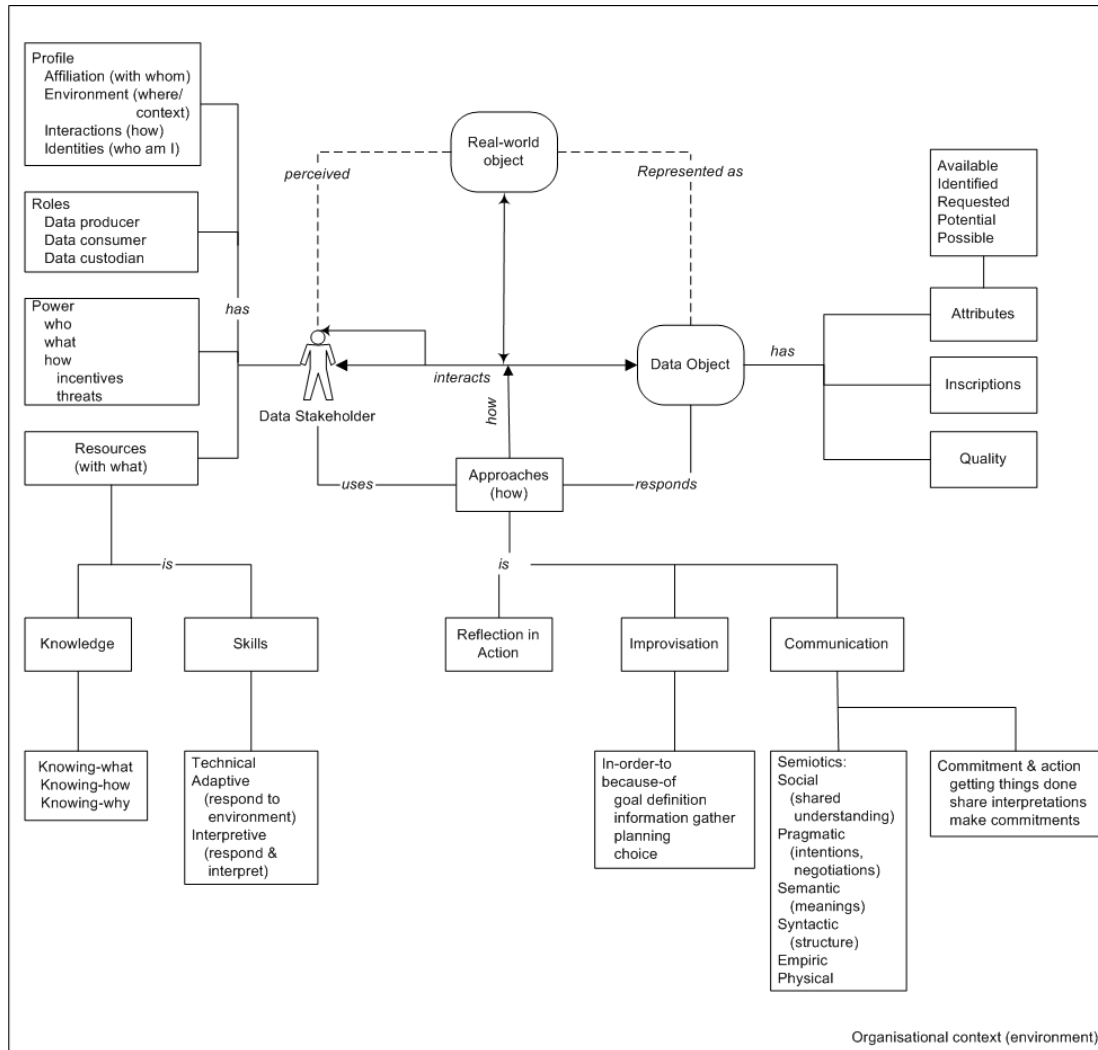 Profile
Affiliation (with whom)
Environment (where/
context)
Interactions (how)
Identities (who am I)
Roles
Data producer
Data consumer
Data custodian
Power
who
what
how
incentives
threats
Resources
(with what)
has
perceived
Real-world
object
Represented as
Data Stakeholder
interacts
how
Data Object
has
Available
Identified
Requested
Potential
Possible
Attributes
Inscriptions
Quality
uses
Approaches
(how)
responds
is
Knowledge
Skills
Knowing-what
Knowing-how
Knowing-why
Technical
Adaptive
(respond to
environment)
Interpretive
(respond &
interpret)
is
Reflection in
Action
Improvisation
Communication
In-order-to
because-of
goal definition
information gather
planning
choice
Semiotics:
Social
(shared
understanding)
Pragmatic
(intentions,
negotiations)
Semantic
(meanings)
Syntactic
(structure)
Empiric
Physical
Commitment & action
getting things done
share interpretations
make commitments
Organisational context (environment)